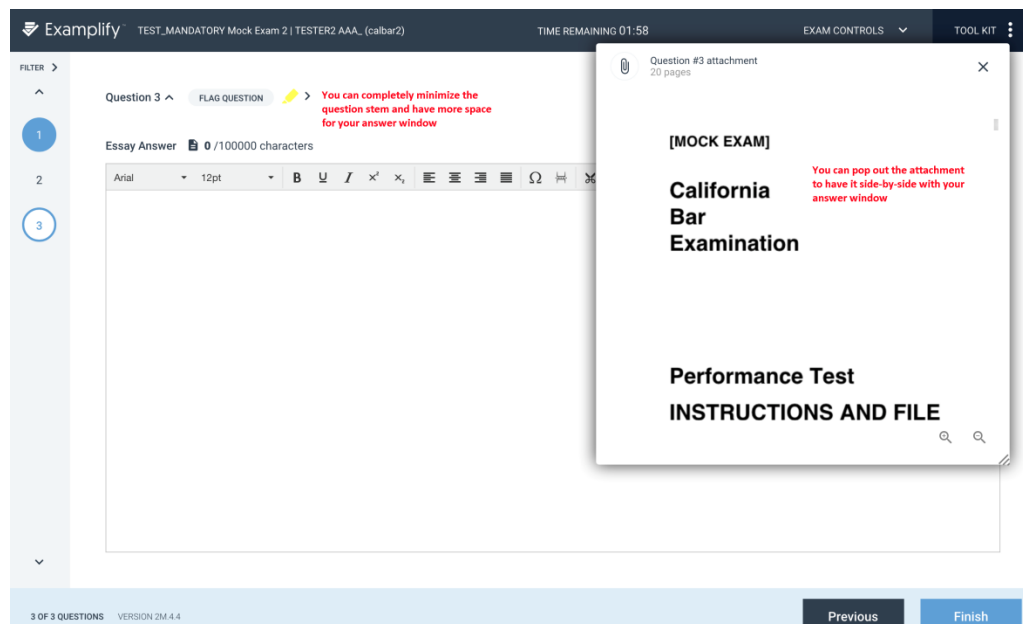 Examplify TEST_MANDATORY Mock Exam 2 | TESTER2 AAA_ (calbar2) TIME REMAINING 01:58 EXAM CONTROLS TOOL KIT
FILTER
Question #3 attachment
20 pages
Question 3 FLAG QUESTION
You can completely minimize the
question stem and have more space
for your answer window
1
Essay Answer 0 /100000 characters
[MOCK EXAM]
You can pop out the attachment
to have it side-by-side with your
answer window
2
Arial 12pt B U I x² x₂ Ω
California
Bar
Examination
3
Performance Test
INSTRUCTIONS AND FILE
3 OF 3 QUESTIONS VERSION 2M.4.4 Previous Finish